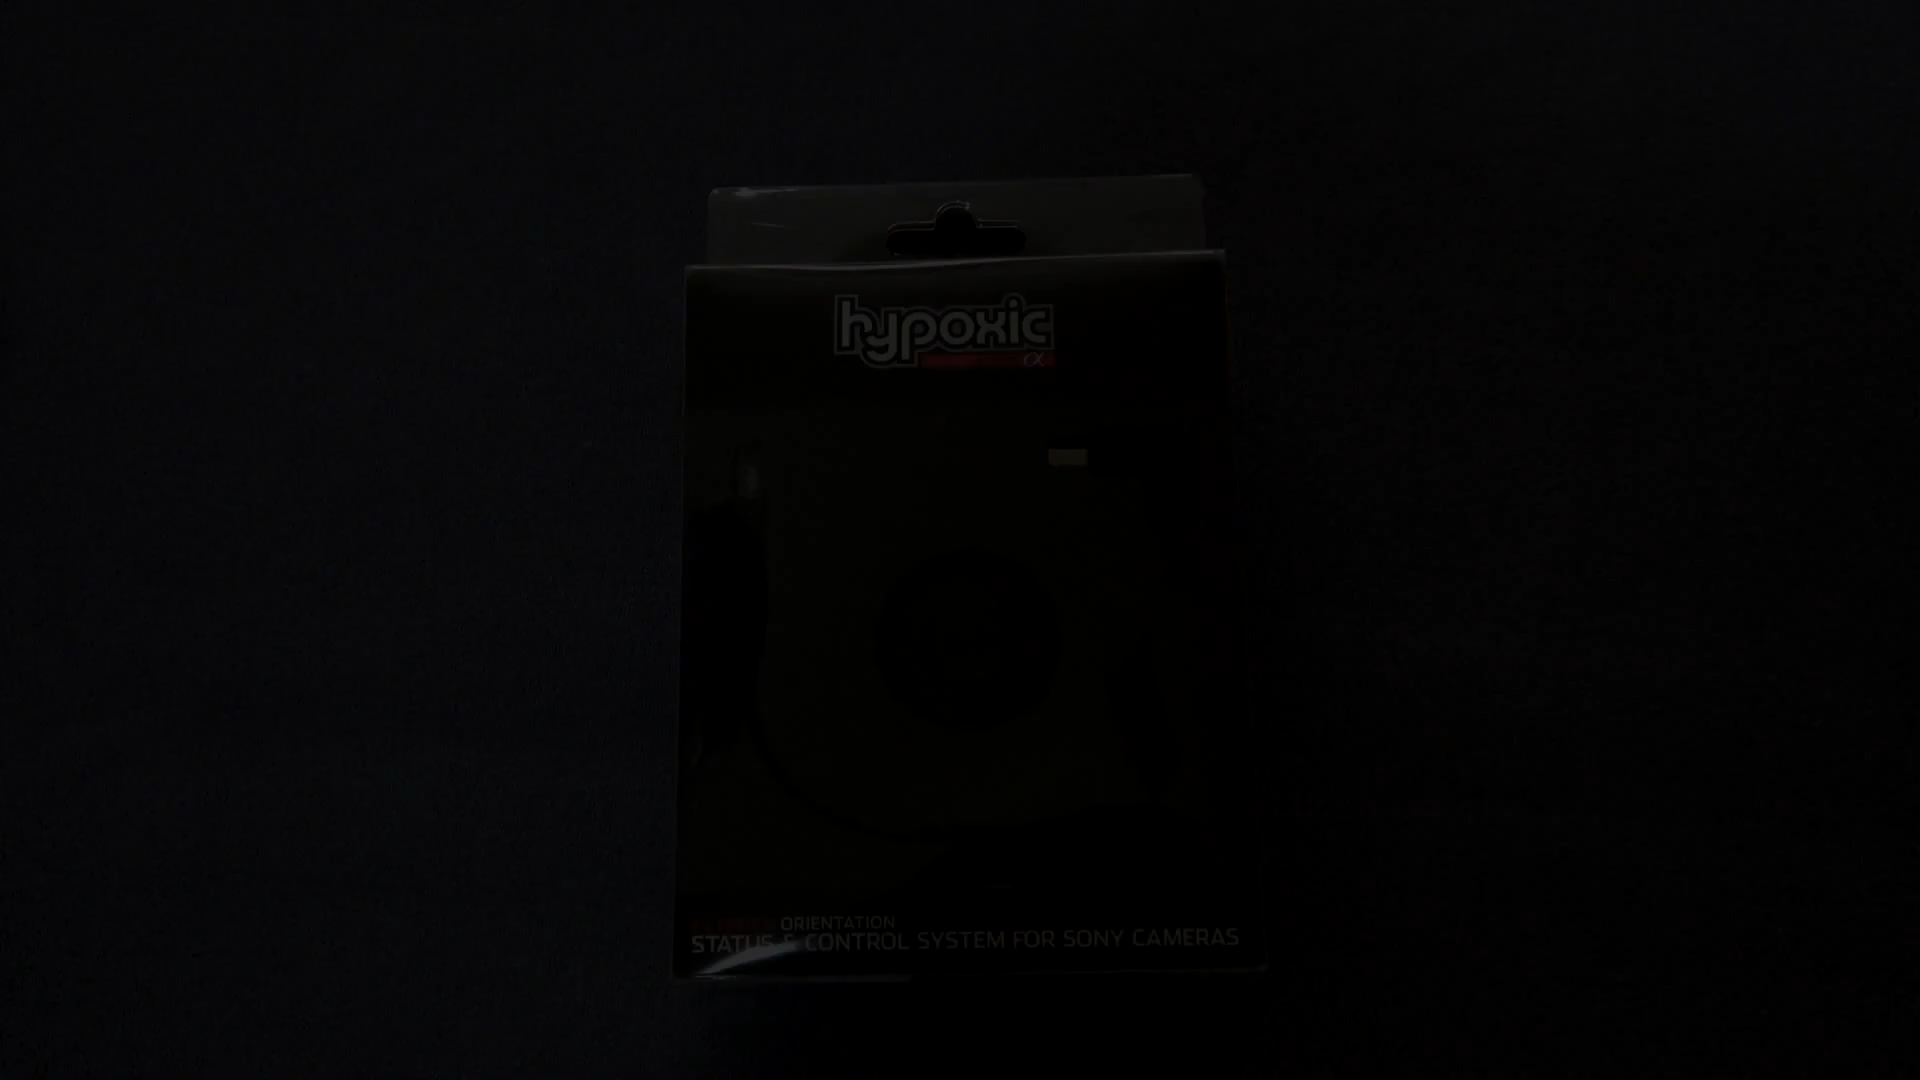 hypoxic
α
ORIENTATION
STATUS & CONTROL SYSTEM FOR SONY CAMERAS